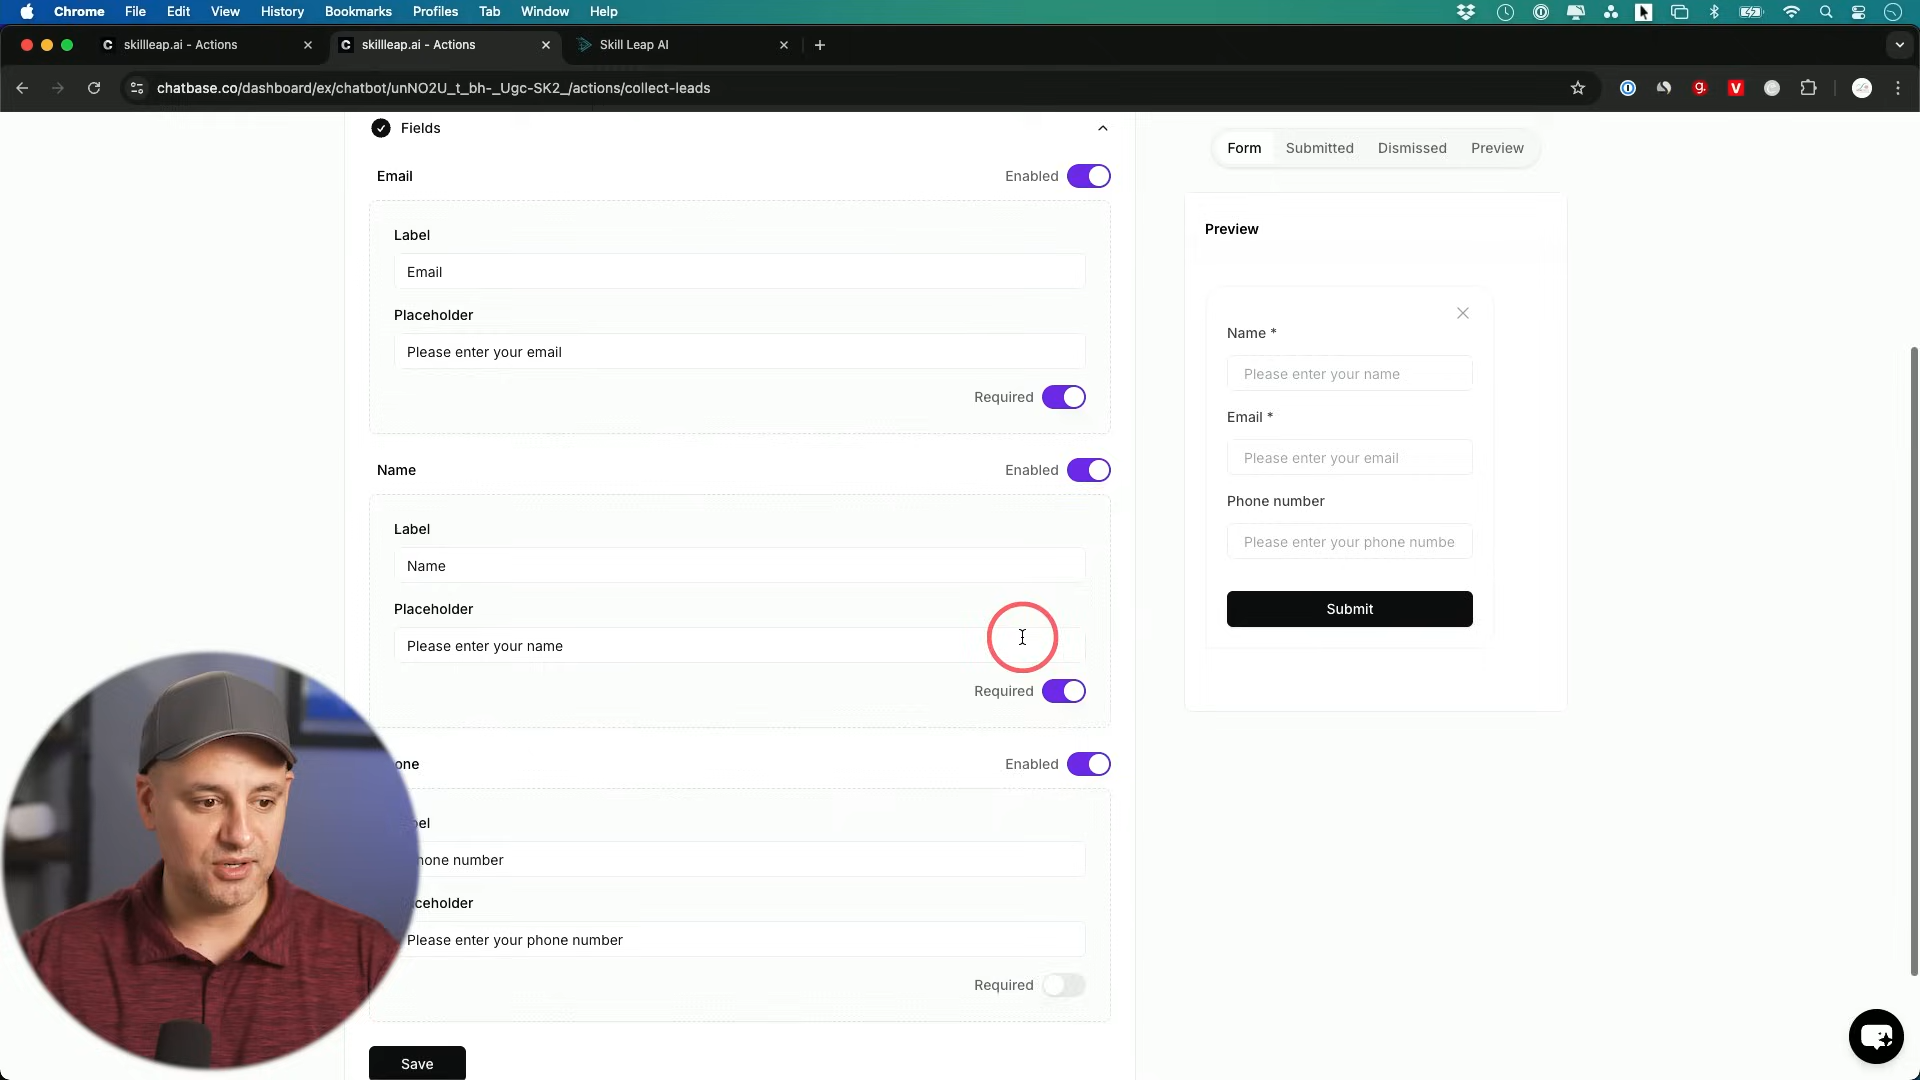 Chrome File Edit View History Bookmarks Profiles Tab Window Help
skillleap.ai - Actions
skillleap.ai - Actions
Skill Leap AI
chatbase.co/dashboard/ex/chatbot/unNO2U_t_bh-_Ugc-SK2_/actions/collect-leads
Fields
Email
Enabled
Label
Email
Placeholder
Please enter your email
Required
Name
Enabled
Label
Name
Placeholder
Please enter your name
Required
one
Enabled
el
hone number
ceholder
Please enter your phone number
Required
Save
Form Submitted Dismissed Preview
Preview
Name *
Please enter your name
Email *
Please enter your email
Phone number
Please enter your phone numbe
Submit